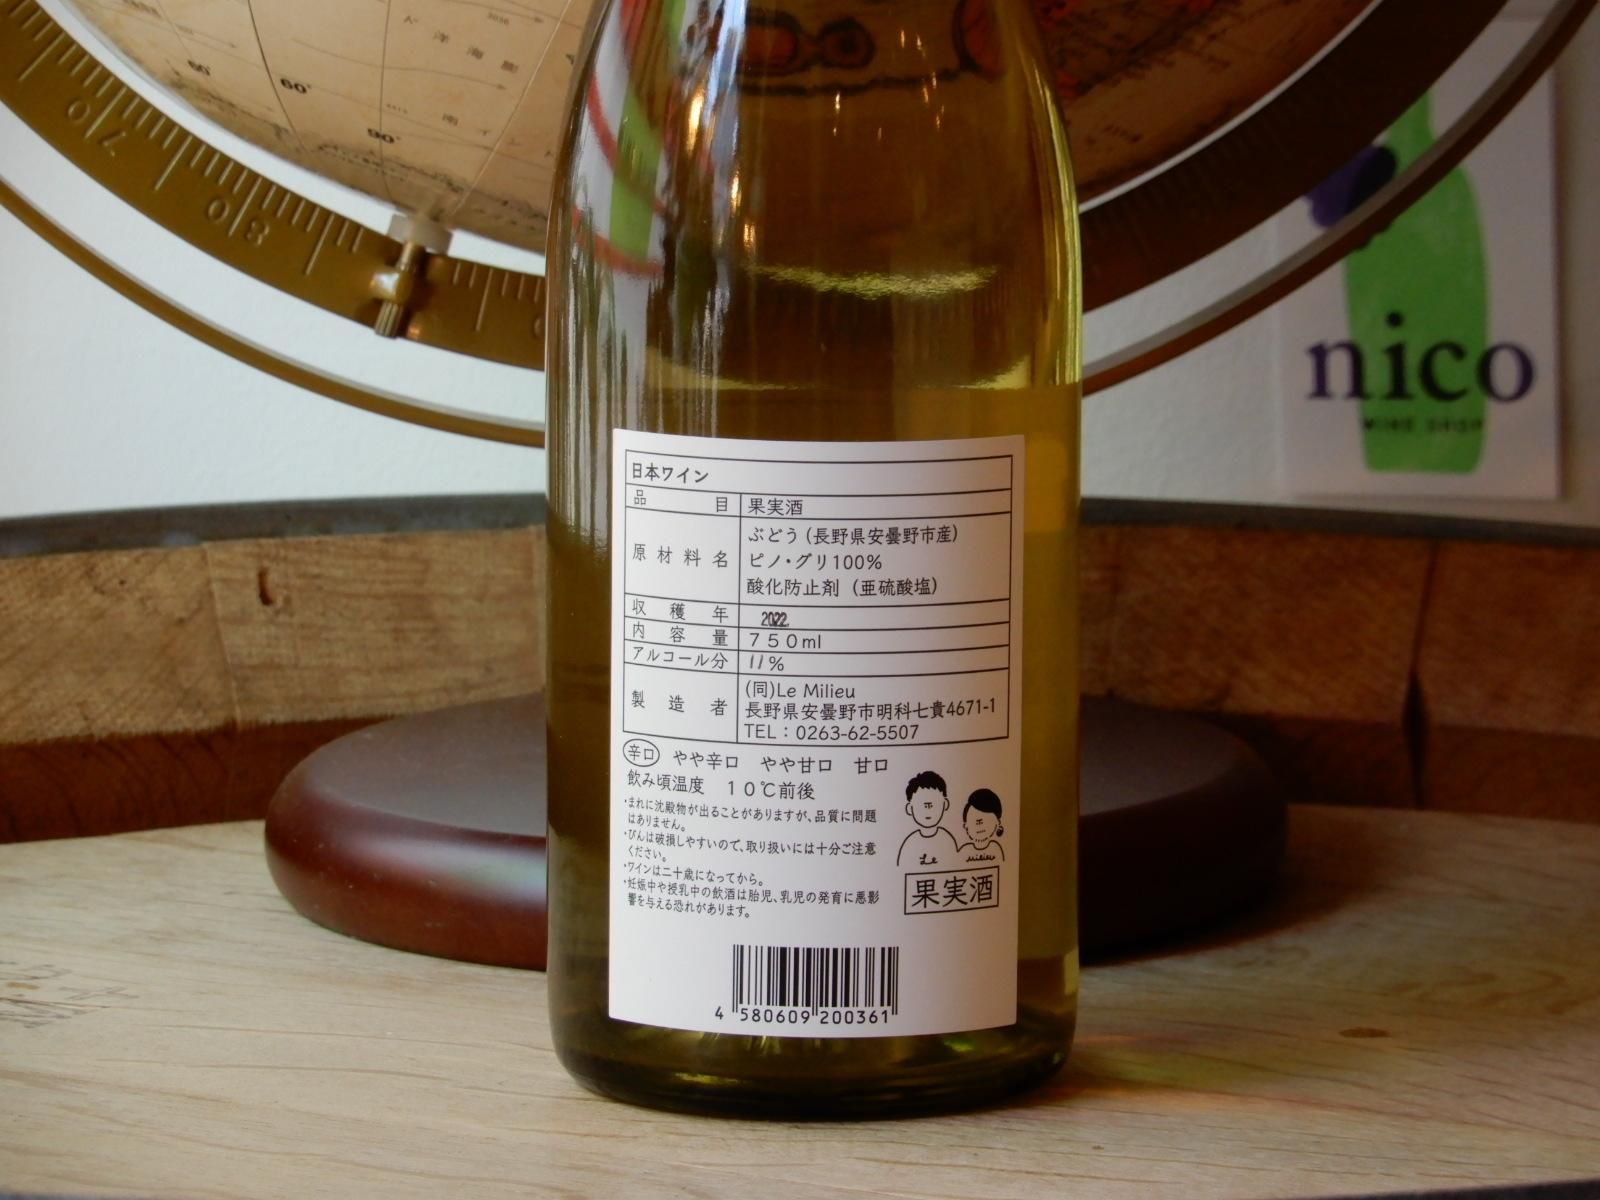 日本ワイン
品目 果実酒
原材料名 ぶどう(長野県安曇野市産)
ピノ・グリ100%
酸化防止剤(亜硫酸塩)
収穫年 2022.
内容量 750ml
アルコール分 11%
製造者 (同)Le Milieu
長野県安曇野市明科七貴4671-1
TEL:0263-62-5507
辛口 やや辛口 やや甘口 甘口
飲み頃温度 10℃前後
・まれに沈殿物が出ることがありますが、品質に問題
はありません。
・びんは破損しやすいので、取り扱いには十分ご注意
ください。
・ワインは二十歳になってから。
・妊娠中や授乳中の飲酒は胎児、乳児の発育に悪影
響を与える恐れがあります。
Le milieu
果実酒
4 580609 200361
nico
WINE SHOP
60°
60°
90°
70
80